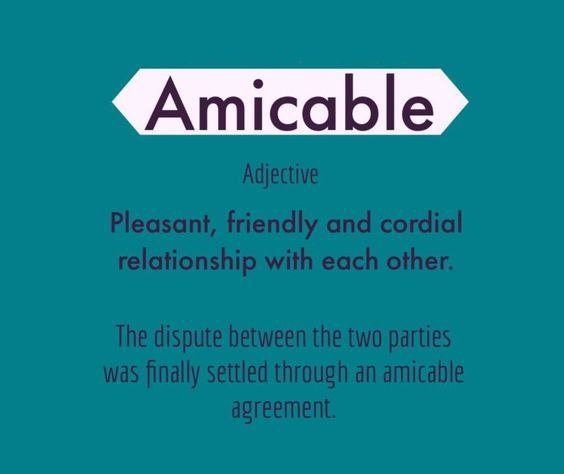 Amicable
Adjective
Pleasant, friendly and cordial
relationship with each other.
The dispute between the two parties
was finally settled through an amicable
agreement.